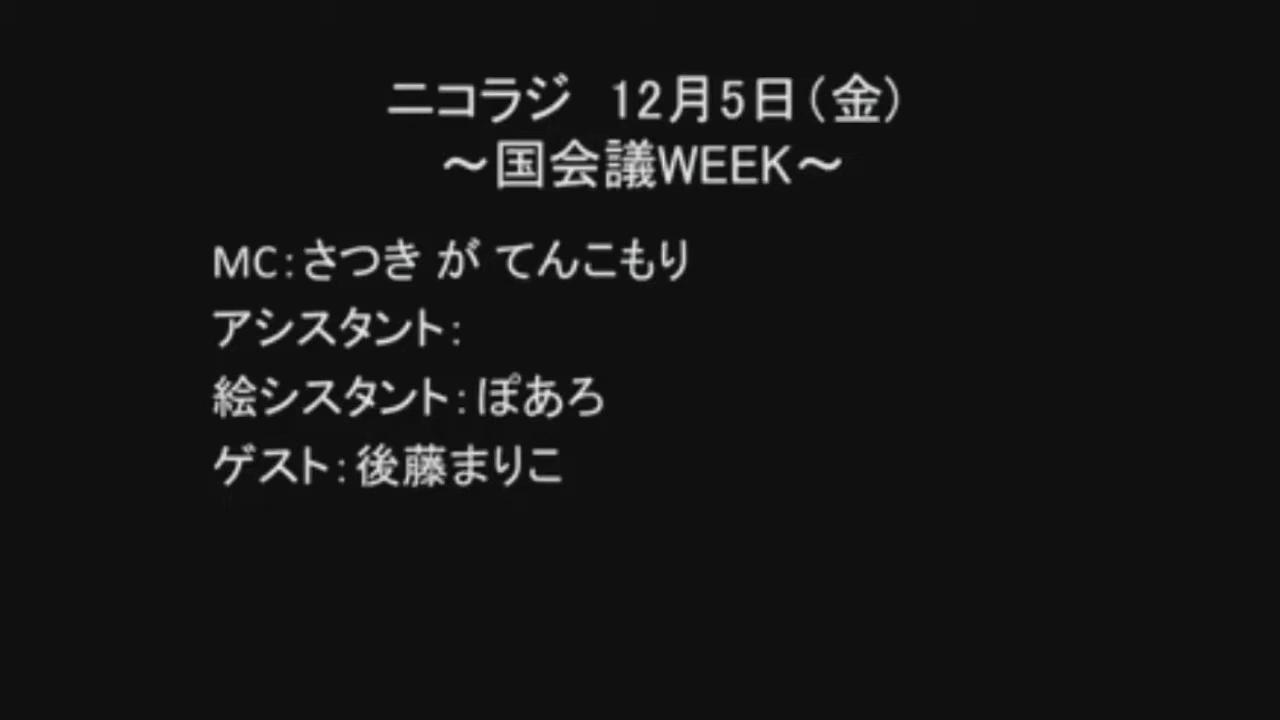 ニコラジ　12月5日（金）
～国会議WEEK～
MC：さつき が てんこもり
アシスタント：
絵シスタント：ぽあろ
ゲスト：後藤まりこ